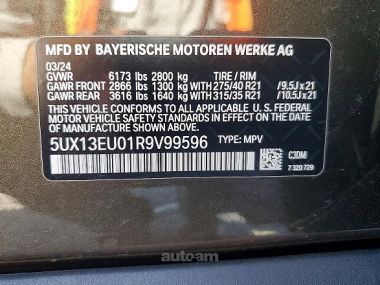 MFD BY BAYERISCHE MOTOREN WERKE AG
03/24
GVWR 6173 lbs 2800 kg TIRE / RIM
GAWR FRONT 2866 lbs 1300 kg WITH 275/40 R21 /9.5J x 21
GAWR REAR 3616 lbs 1640 kg WITH 315/35 R21 /10.5J x 21
THIS VEHICLE CONFORMS TO ALL APPLICABLE
FEDERAL MOTOR VEHICLE SAFETY
STANDARDS IN EFFECT ON THE DATE OF
MANUFACTURE SHOWN ABOVE.
5UX13EU01R9V99596 TYPE: MPV
C3DM
7 320 729
autoam